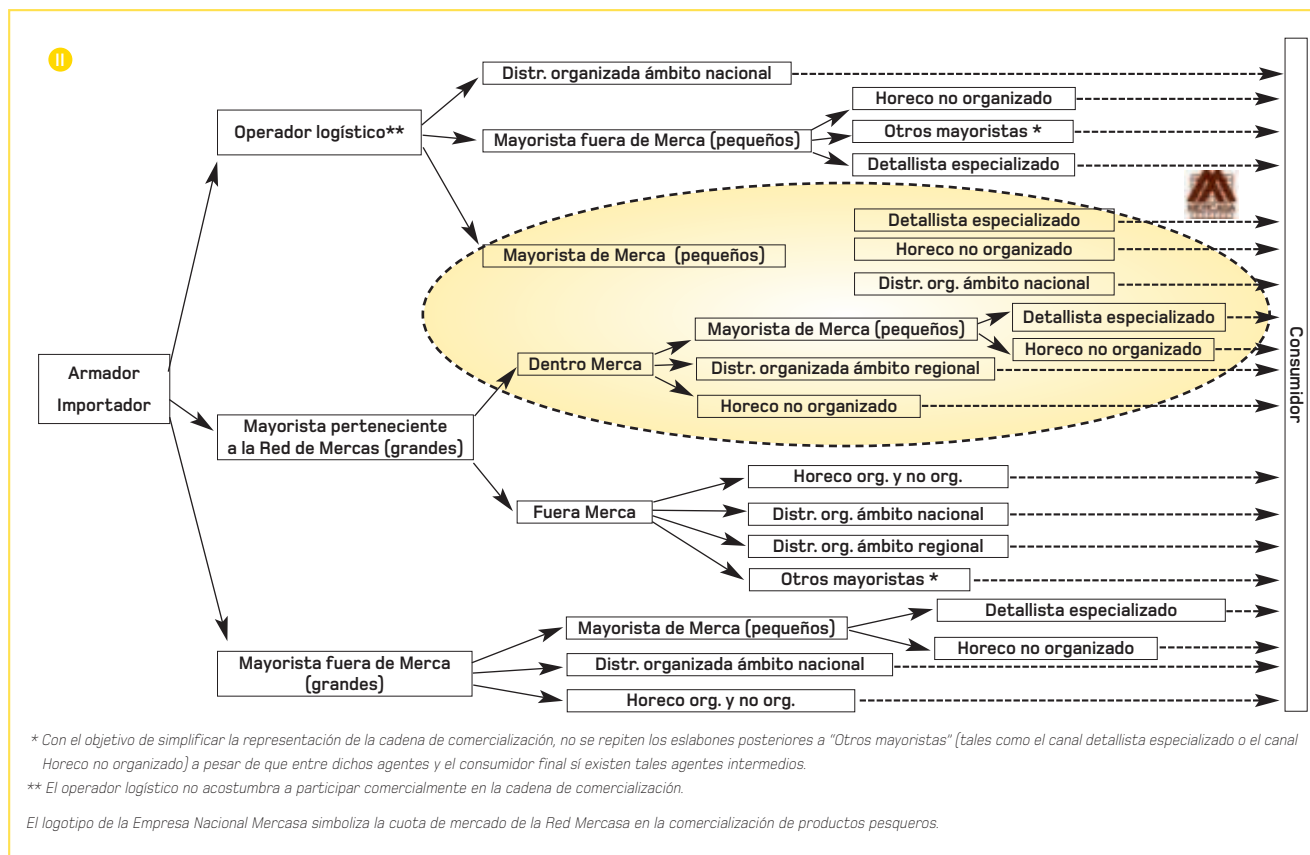 II
Distr. organizada ámbito nacional
Horeco no organizado
Operador logístico**
Otros mayoristas *
Mayorista fuera de Merca (pequeños)
Detallista especializado
MERCASA
Detallista especializado
Mayorista de Merca (pequeños)
Horeco no organizado
Distr. org. ámbito nacional
Detallista especializado
Mayorista de Merca (pequeños)
Horeco no organizado
Dentro Merca
Distr. organizada ámbito regional
Horeco no organizado
Armador
Importador
Mayorista perteneciente
a la Red de Mercas (grandes)
Horeco org. y no org.
Fuera Merca
Distr. org. ámbito nacional
Distr. org. ámbito regional
Otros mayoristas *
Detallista especializado
Mayorista de Merca (pequeños)
Horeco no organizado
Mayorista fuera de Merca
(grandes)
Distr. organizada ámbito nacional
Horeco org. y no org.
Consumidor
* Con el objetivo de simplificar la representación de la cadena de comercialización, no se repiten los eslabones posteriores a "Otros mayoristas" (tales como el canal detallista especializado o el canal
Horeco no organizado) a pesar de que entre dichos agentes y el consumidor final sí existen tales agentes intermedios.
** El operador logístico no acostumbra a participar comercialmente en la cadena de comercialización.
El logotipo de la Empresa Nacional Mercasa simboliza la cuota de mercado de la Red Mercasa en la comercialización de productos pesqueros.